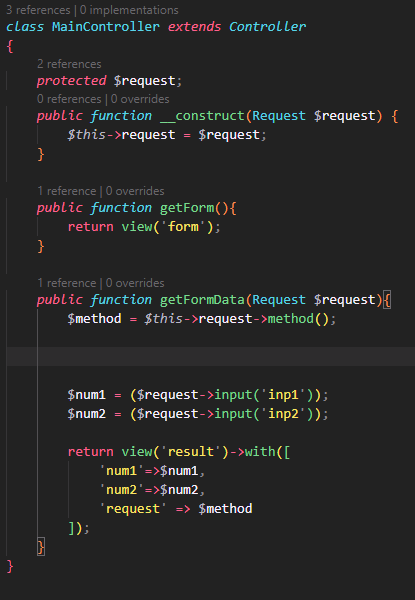 3 references | 0 implementations
class MainController extends Controller
{
2 references
protected $request;
0 references | 0 overrides
public function __construct(Request $request) {
$this->request = $request;
}
1 reference | 0 overrides
public function getForm(){
return view('form');
}
1 reference | 0 overrides
public function getFormData(Request $request){
$method = $this->request->method();
$num1 = ($request->input('inp1'));
$num2 = ($request->input('inp2'));
return view('result')->with([
'num1'=>$num1,
'num2'=>$num2,
'request' => $method
]);
}
}